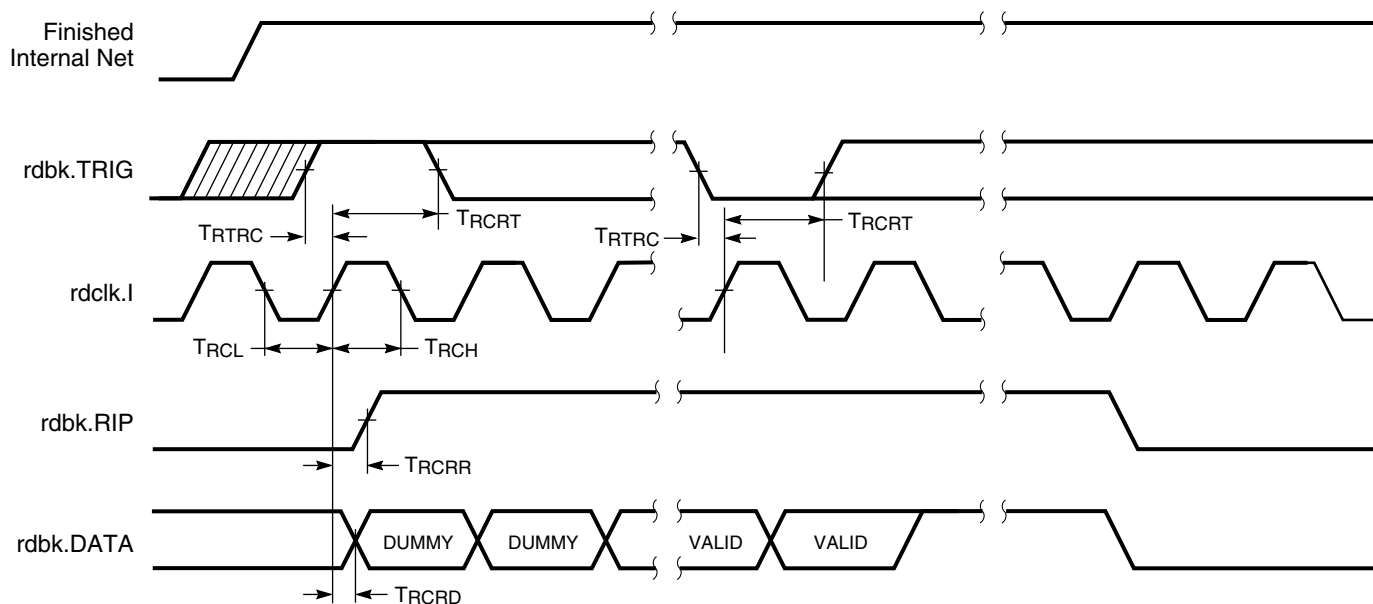 Finished
Internal Net
rdbk.TRIG
TRTRC
TRCRT
TRTRC
TRCRT
rdclk.I
TRCL
TRCH
rdbk.RIP
TRCRR
rdbk.DATA
DUMMY
DUMMY
VALID
VALID
TRCRD